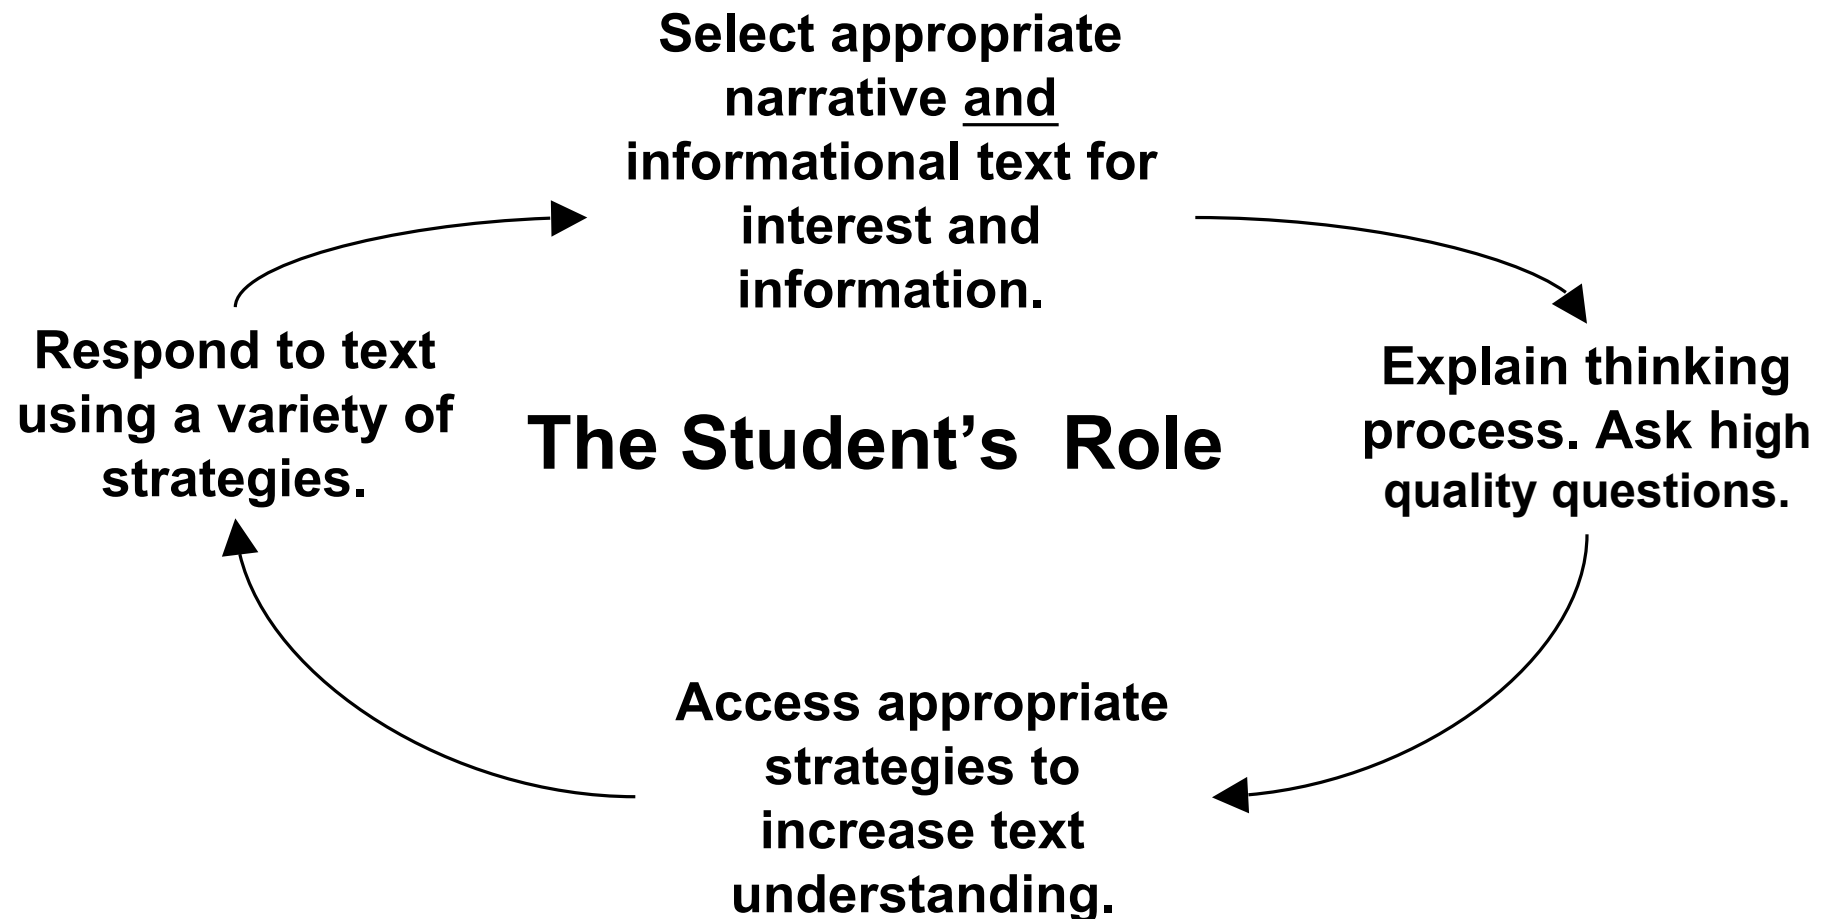 Select appropriate
narrative and
informational text for
interest and
information.
Respond to text
using a variety of
strategies.
The Student’s  Role
Explain thinking
process. Ask high
quality questions.
Access appropriate
strategies to
increase text
understanding.